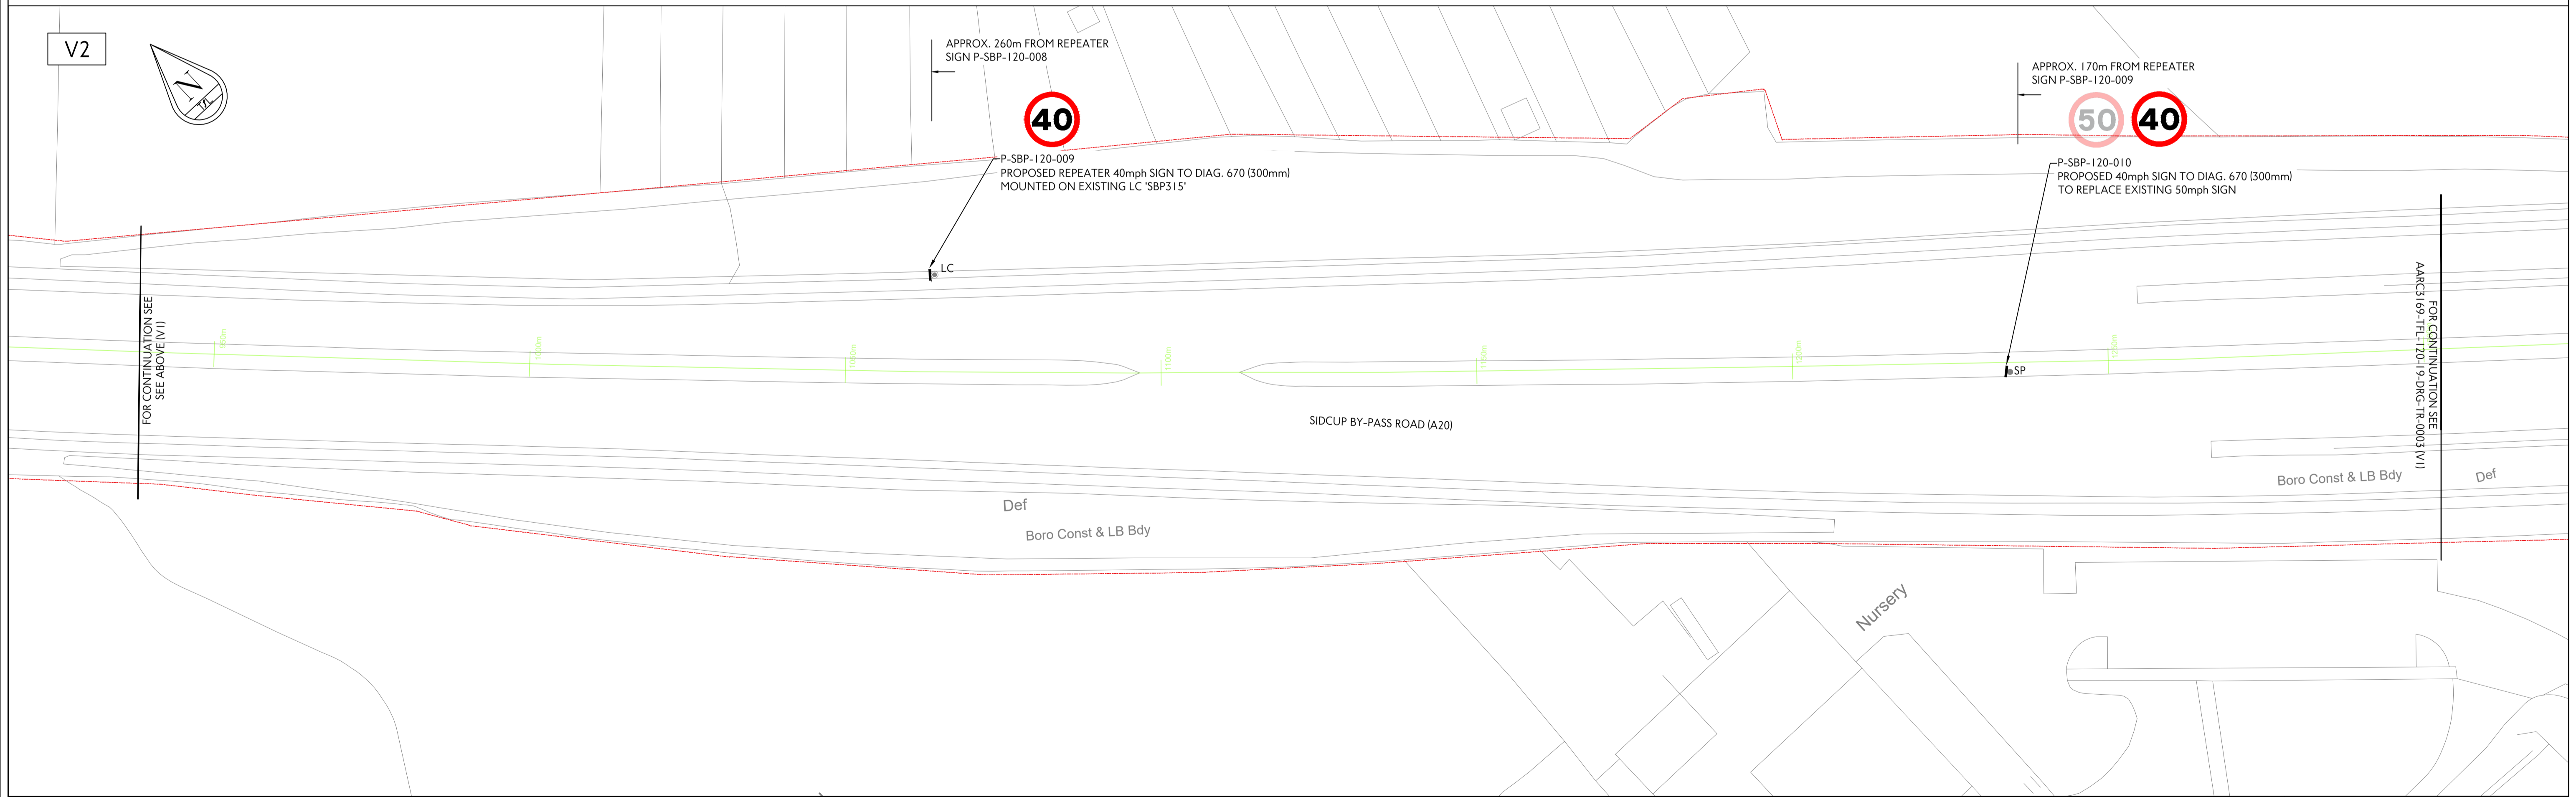 V2
N
TfL
APPROX. 260m FROM REPEATER
SIGN P-SBP-120-008
40
P-SBP-120-009
PROPOSED REPEATER 40mph SIGN TO DIAG. 670 (300mm)
MOUNTED ON EXISTING LC 'SBP315'
LC
APPROX. 170m FROM REPEATER
SIGN P-SBP-120-009
50
40
P-SBP-120-010
PROPOSED 40mph SIGN TO DIAG. 670 (300mm)
TO REPLACE EXISTING 50mph SIGN
SP
FOR CONTINUATION SEE
SEE ABOVE (V1)
1100m
SIDCUP BY-PASS ROAD (A20)
FOR CONTINUATION SEE
AARC3169-TFL-120-019-DRG-TR-0003 (V1)
Def
Boro Const & LB Bdy
Boro Const & LB Bdy
Def
Nursery